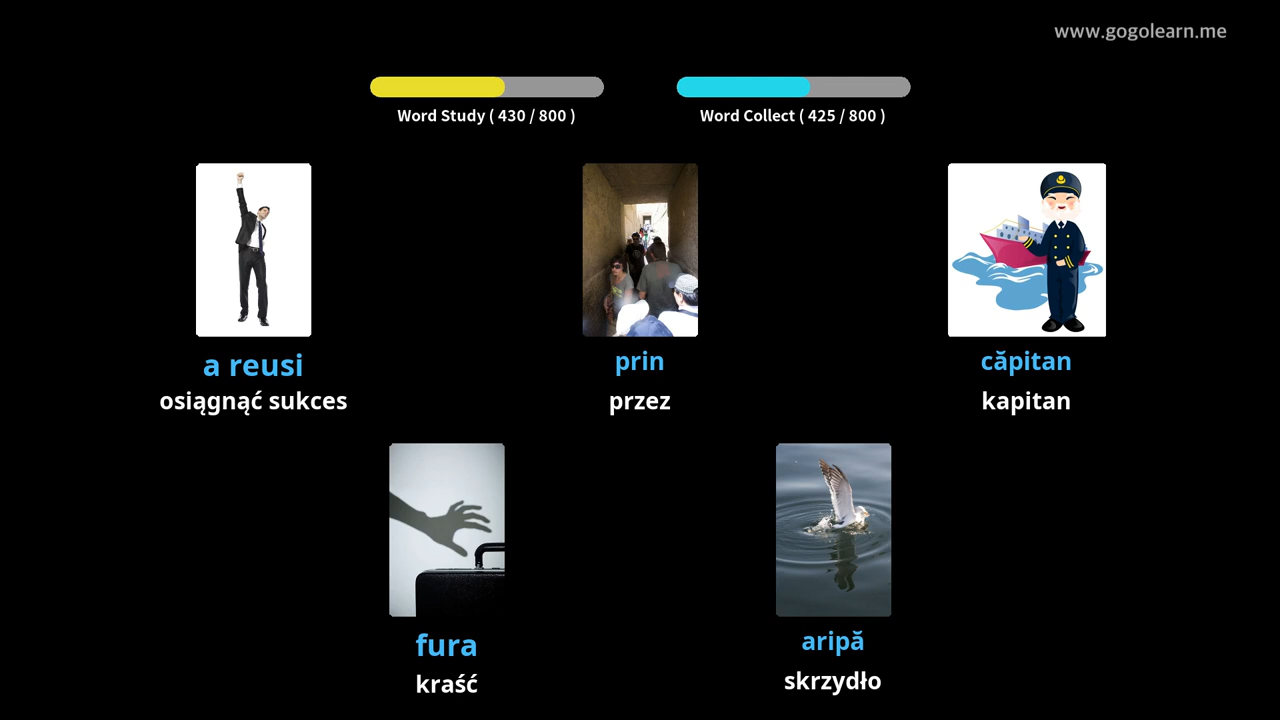 www.gogolearn.me
Word Study ( 430 / 800 )
Word Collect ( 425 / 800 )
a reusi
osiągnąć sukces
prin
przez
căpitan
kapitan
fura
kraść
aripă
skrzydło